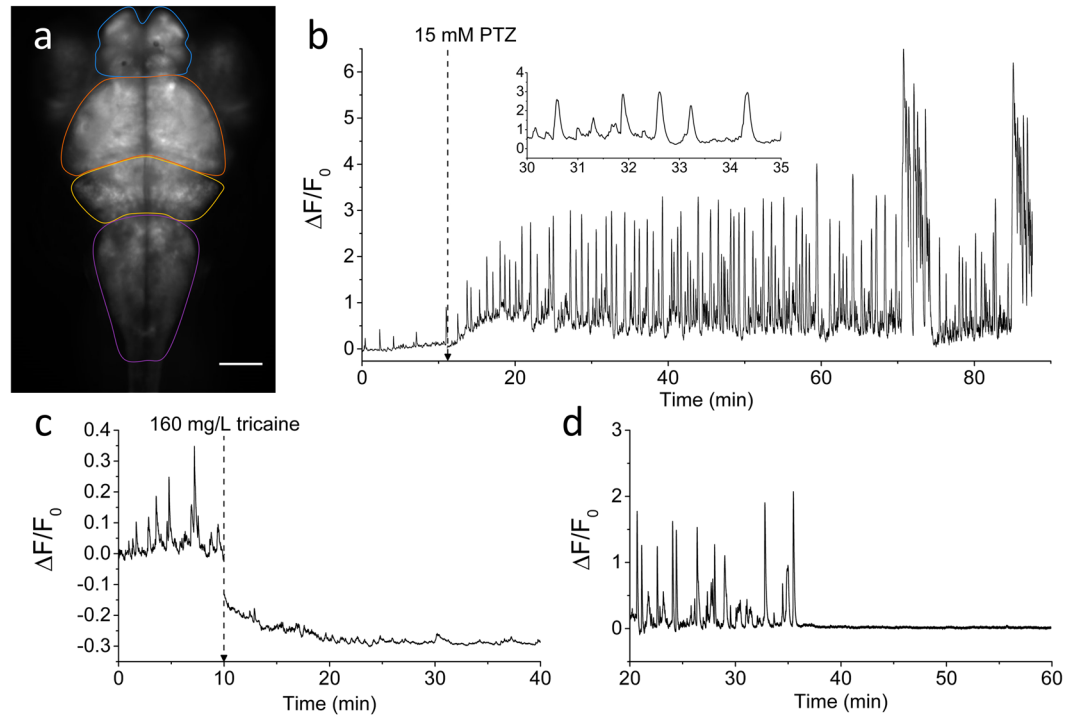 a
b
15 mM PTZ
ΔF/F0
6
5
4
3
2
1
0
0 20 40 60 80
Time (min)
4
3
2
1
0
30 31 32 33 34 35
c
160 mg/L tricaine
ΔF/F0
0.4
0.3
0.2
0.1
0.0
-0.1
-0.2
-0.3
0 10 20 30 40
Time (min)
d
ΔF/F0
3
2
1
0
20 30 40 50 60
Time (min)